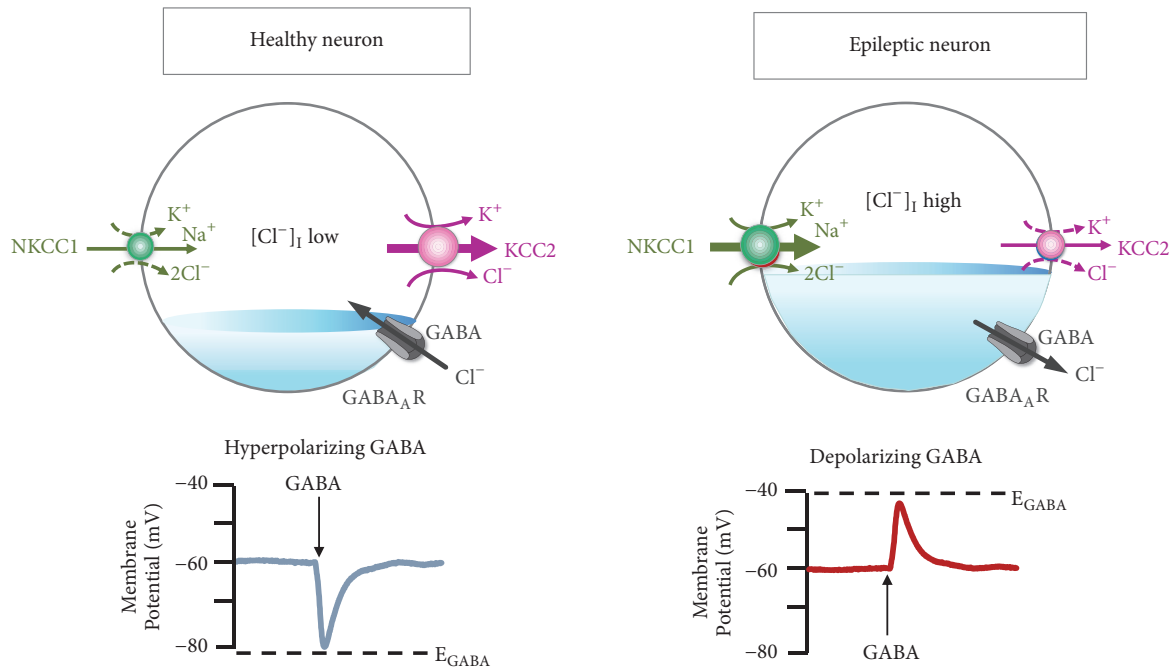 Healthy neuron
NKCC1
K⁺
Na⁺
2Cl⁻
[Cl⁻]I low
K⁺
KCC2
Cl⁻
GABA
Cl⁻
GABAAR
Hyperpolarizing GABA
GABA
Membrane
Potential (mV)
−40
−60
−80
EGABA
Epileptic neuron
NKCC1
K⁺
Na⁺
2Cl⁻
[Cl⁻]I high
K⁺
KCC2
Cl⁻
GABA
Cl⁻
GABAAR
Depolarizing GABA
Membrane
Potential (mV)
−40
−60
−80
EGABA
GABA